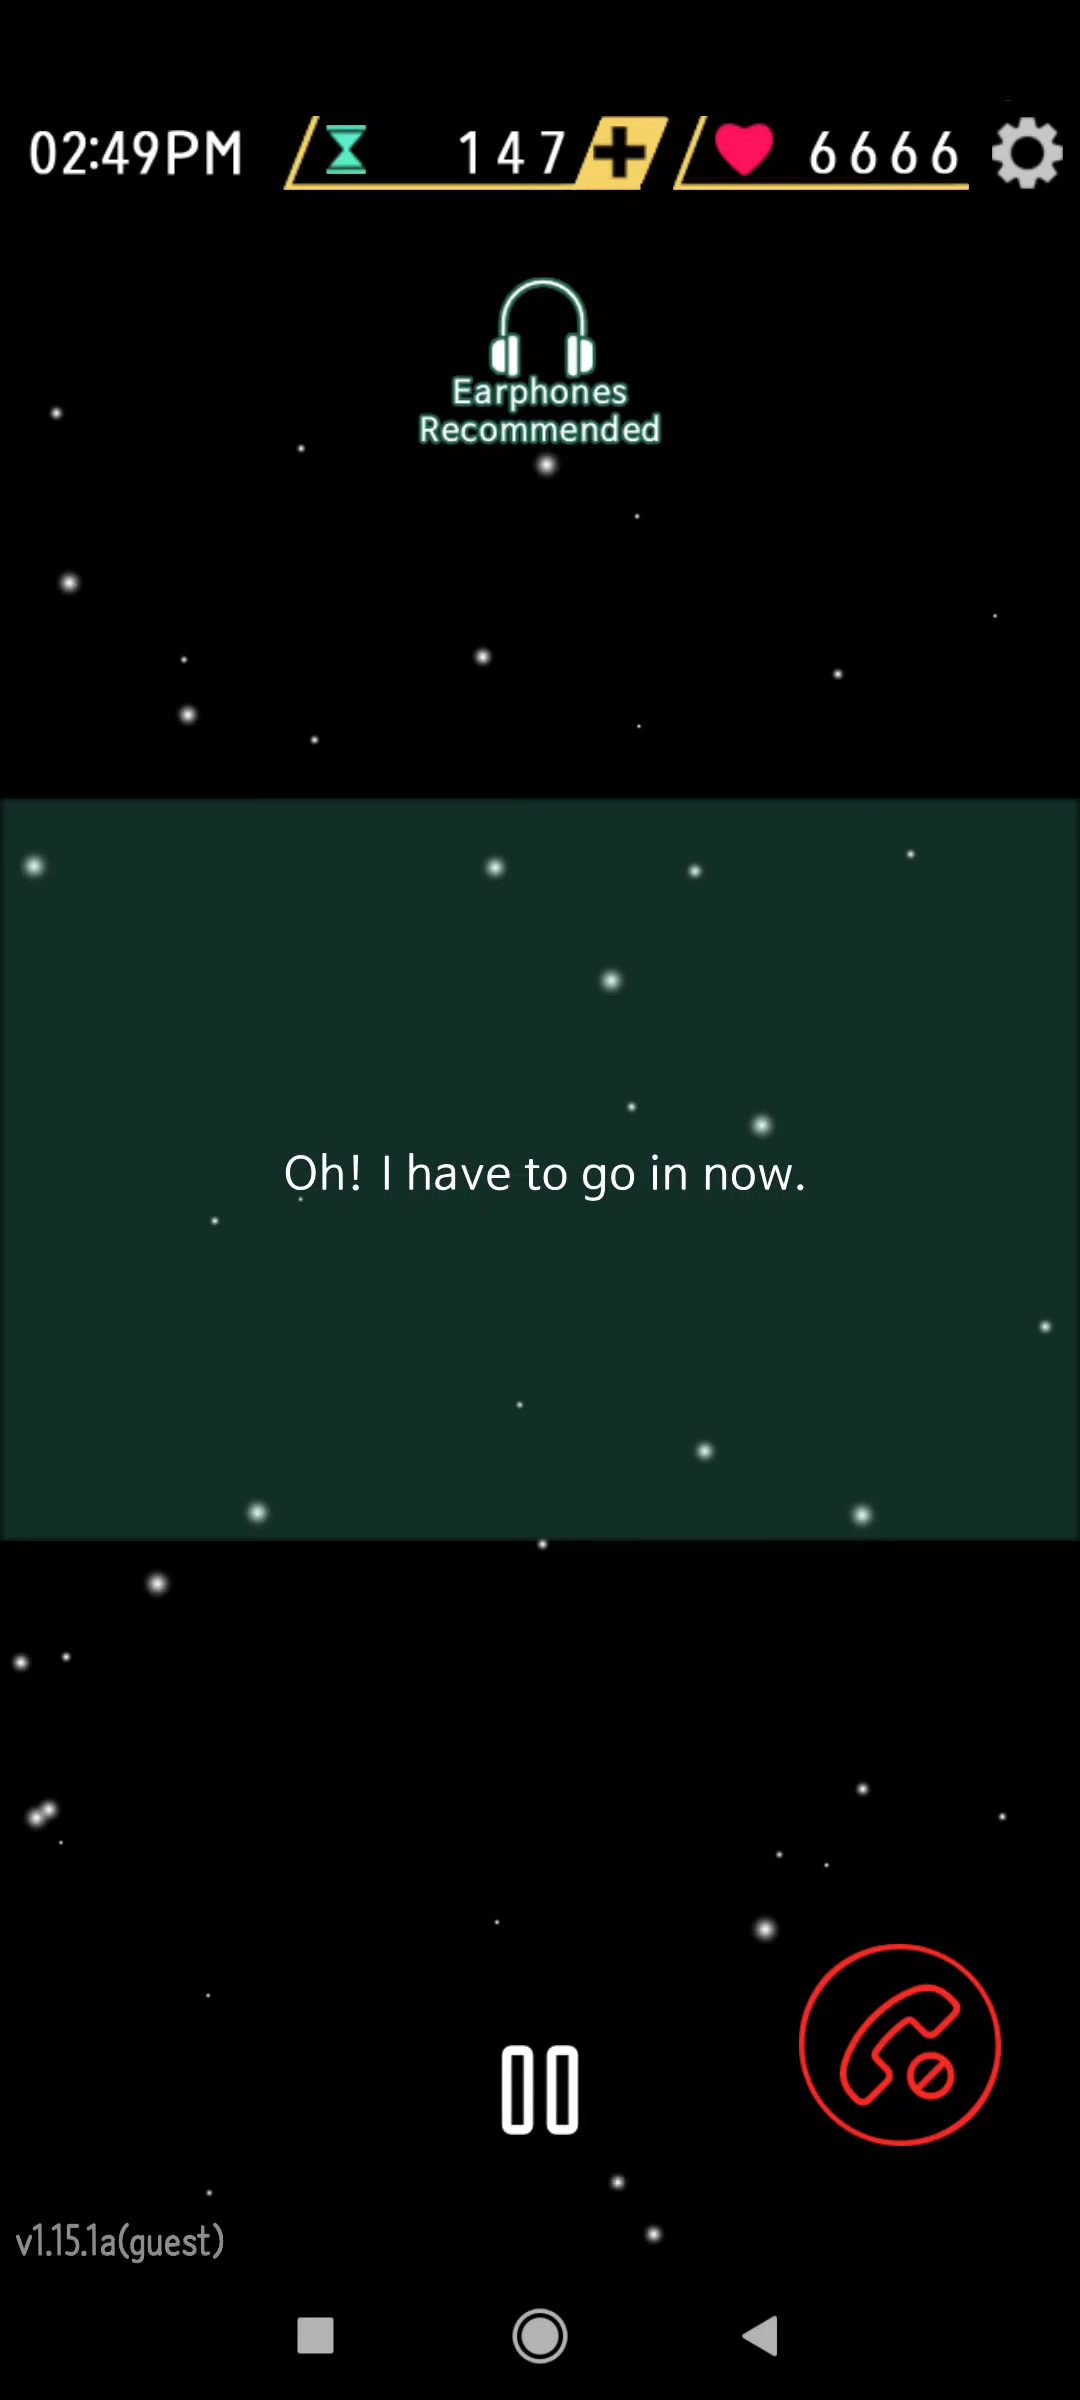 02:49PM 147 6666
Earphones
Recommended
Oh! I have to go in now.
v1.15.1a(guest)